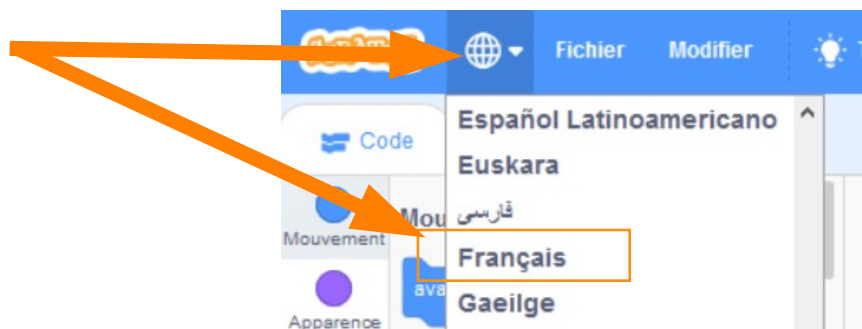 Fichier Modifier
Code
Español Latinoamericano
Euskara
فارسی
Mouvement
Français
Gaeilge
Apparence